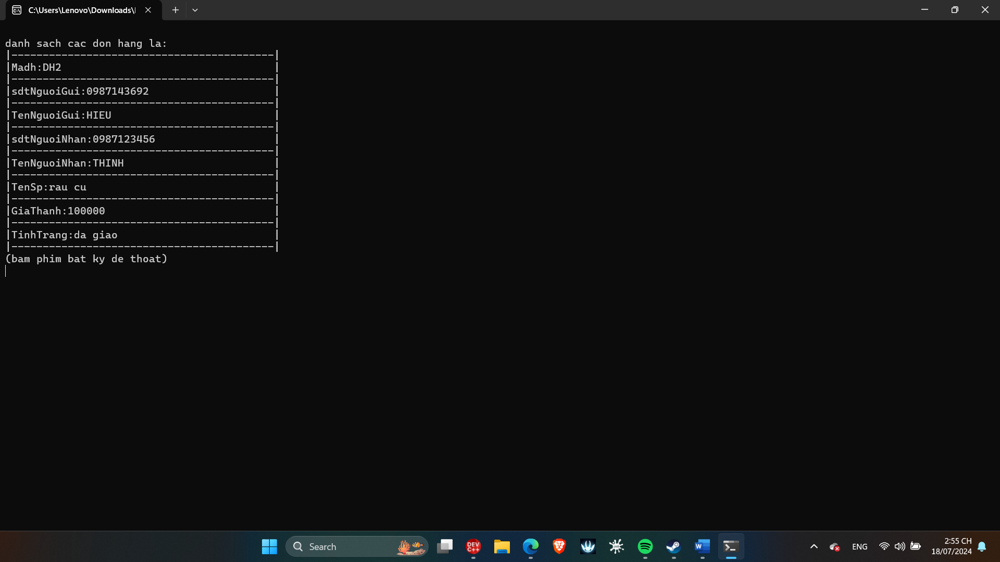 C:\Users\Lenovo\Downloads\
danh sach cac don hang la:
|------------------------------------------|
|Madh:DH2                                  |
|------------------------------------------|
|sdtNguoiGui:0987143692                    |
|------------------------------------------|
|TenNguoiGui:HIEU                          |
|------------------------------------------|
|sdtNguoiNhan:0987123456                   |
|------------------------------------------|
|TenNguoiNhan:THINH                        |
|------------------------------------------|
|TenSp:rau cu                              |
|------------------------------------------|
|GiaThanh:100000                           |
|------------------------------------------|
|TinhTrang:da giao                         |
|------------------------------------------|
(bam phim bat ky de thoat)
Search
DEV
C++
ink
W
ENG
2:55 CH
18/07/2024